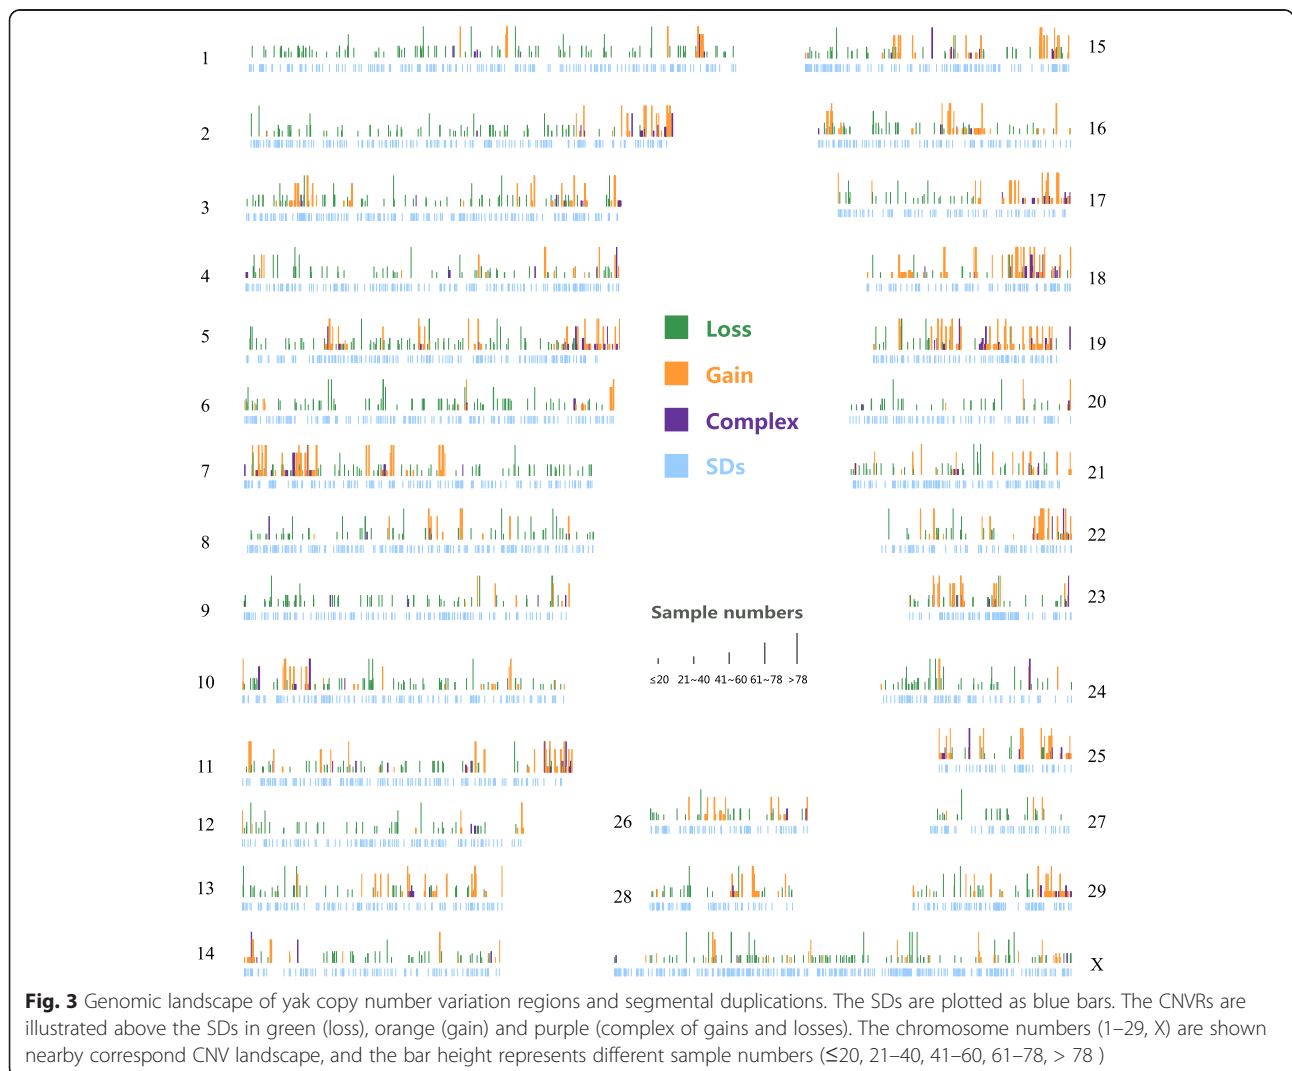 1
2
3
4
5
6
7
8
9
10
11
12
13
14
15
16
17
18
19
20
21
22
23
24
25
26
27
28
29
X
Loss
Gain
Complex
SDs
Sample numbers
≤20 21~40 41~60 61~78 >78
Fig. 3 Genomic landscape of yak copy number variation regions and segmental duplications. The SDs are plotted as blue bars. The CNVRs are
illustrated above the SDs in green (loss), orange (gain) and purple (complex of gains and losses). The chromosome numbers (1–29, X) are shown
nearby correspond CNV landscape, and the bar height represents different sample numbers (≤20, 21–40, 41–60, 61–78, > 78 )